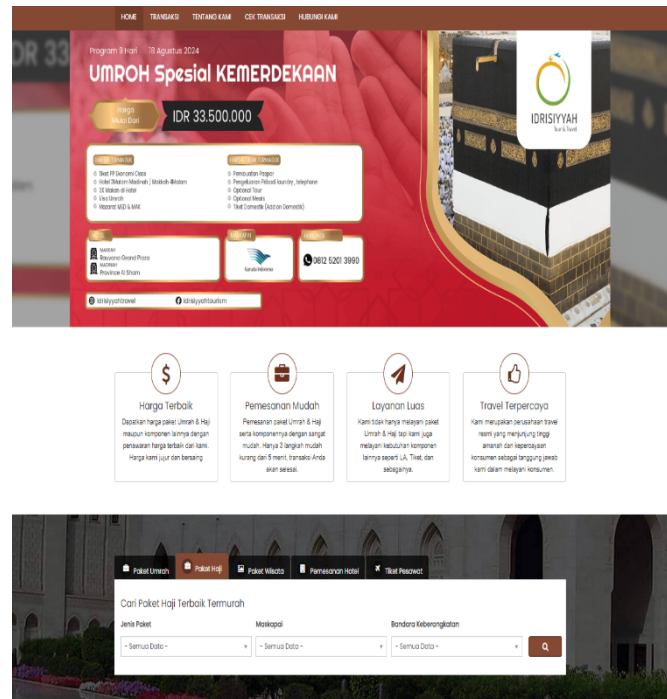 HOME TRANSAKSI TENTANG KAMI CEK TRANSAKSI HUBUNGI KAMI
Program 9 Hari 18 Agustus 2024
UMROH Spesial KEMERDEKAAN
Harga
Mulai Dari
IDR 33.500.000
IDR 33
IDRISIYYAH
Tour & Travel
Tiket PP Ekonomi Class
Hotel 3Malam Madinah | Makkah 4Malam
3X Makan di Hotel
Visa Umroh
Mazarat MED & MAK
Pembuatan Paspor
Pengeluaran Pribadi laundry, telephone
Optional Tour
Optional Meals
Tiket Domestik (Add on Domestik)
MAKKAH
Rayyana Grand Plaza
MADINAH
Province Al Sham
Garuda Indonesia
0812 5201 3990
idrisiyyahtravel idrisiyyahtourism
Harga Terbaik
Dapatkan harga paket Umrah & Haji
maupun komponen lainnya dengan
penawaran harga terbaik dari kami.
Harga kami jujur dan bersaing
Pemesanan Mudah
Pemesanan paket Umrah & Haji
serta komponennya dengan sangat
mudah. Hanya 3 langkah mudah
kurang dari 5 menit, transaksi Anda
akan selesai.
Layanan Luas
Kami tidak hanya melayani paket
Umrah & Haji tapi kami juga
melayani kebutuhan komponen
lainnya seperti LA, Tiket, dan
sebagainya.
Travel Terpercaya
Kami merupakan perusahaan travel
resmi yang menjunjung tinggi
amanah dan kepercayaan
konsumen sebagai tanggung jawab
kami dalam melayani konsumen.
Paket Umrah Paket Haji Paket Wisata Pemesanan Hotel Tiket Pesawat
Cari Paket Haji Terbaik Termurah
Jenis Paket Maskapai Bandara Keberangkatan
- Semua Data - - Semua Data - - Semua Data -